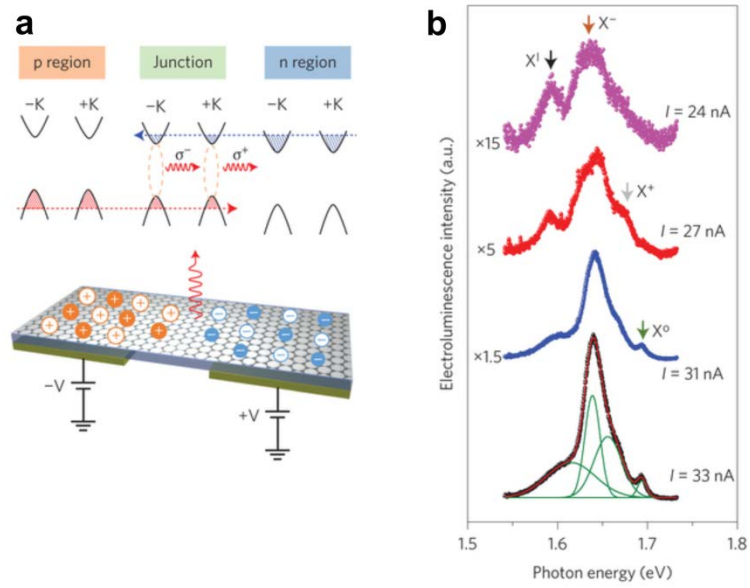 a
p region
Junction
n region
−K +K −K +K −K +K
σ⁻ σ⁺
−V
+V
b
X⁻
Xᴵ
I = 24 nA
×15
X⁺
I = 27 nA
×5
X⁰
×1.5
I = 31 nA
I = 33 nA
Electroluminescence intensity (a.u.)
1.5 1.6 1.7 1.8
Photon energy (eV)